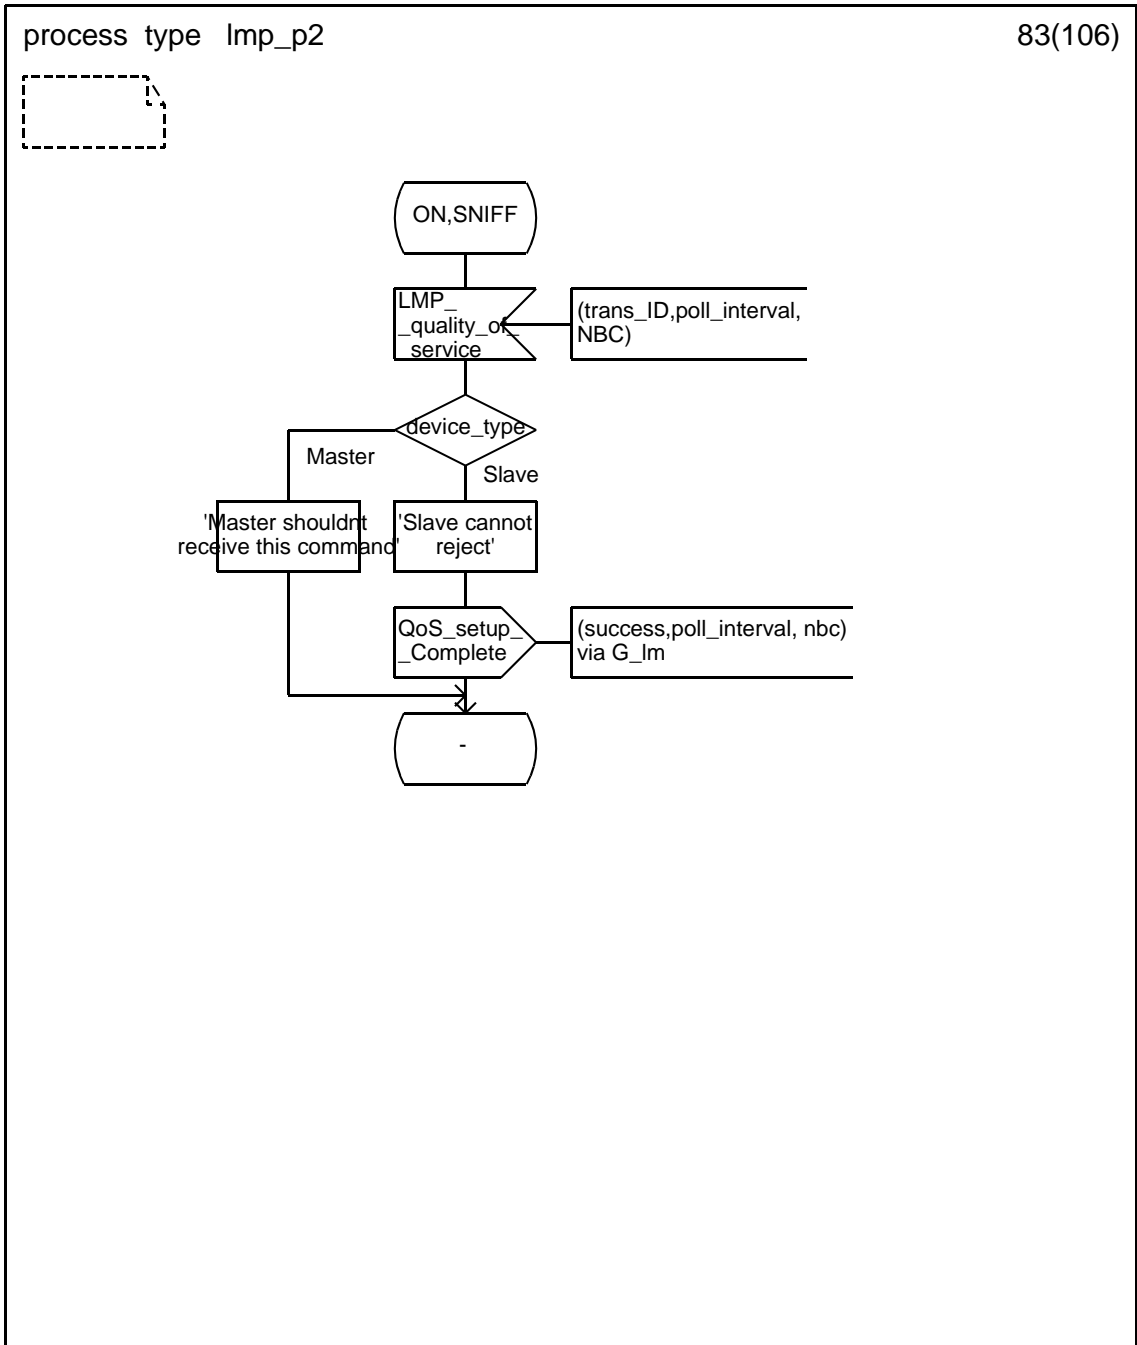 process type lmp_p2
83(106)
ON,SNIFF
LMP_
_quality_of_
service
(trans_ID,poll_interval,
NBC)
device_type
Master
Slave
'Master shouldnt
receive this command'
'Slave cannot
reject'
QoS_setup_
_Complete
(success,poll_interval, nbc)
via G_lm
-